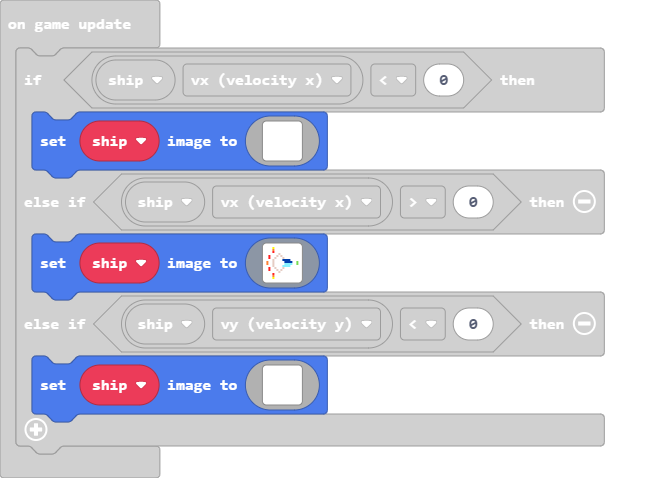 on game update
if ship vx (velocity x) < 0 then
set ship image to
else if ship vx (velocity x) > 0 then
set ship image to
else if ship vy (velocity y) < 0 then
set ship image to